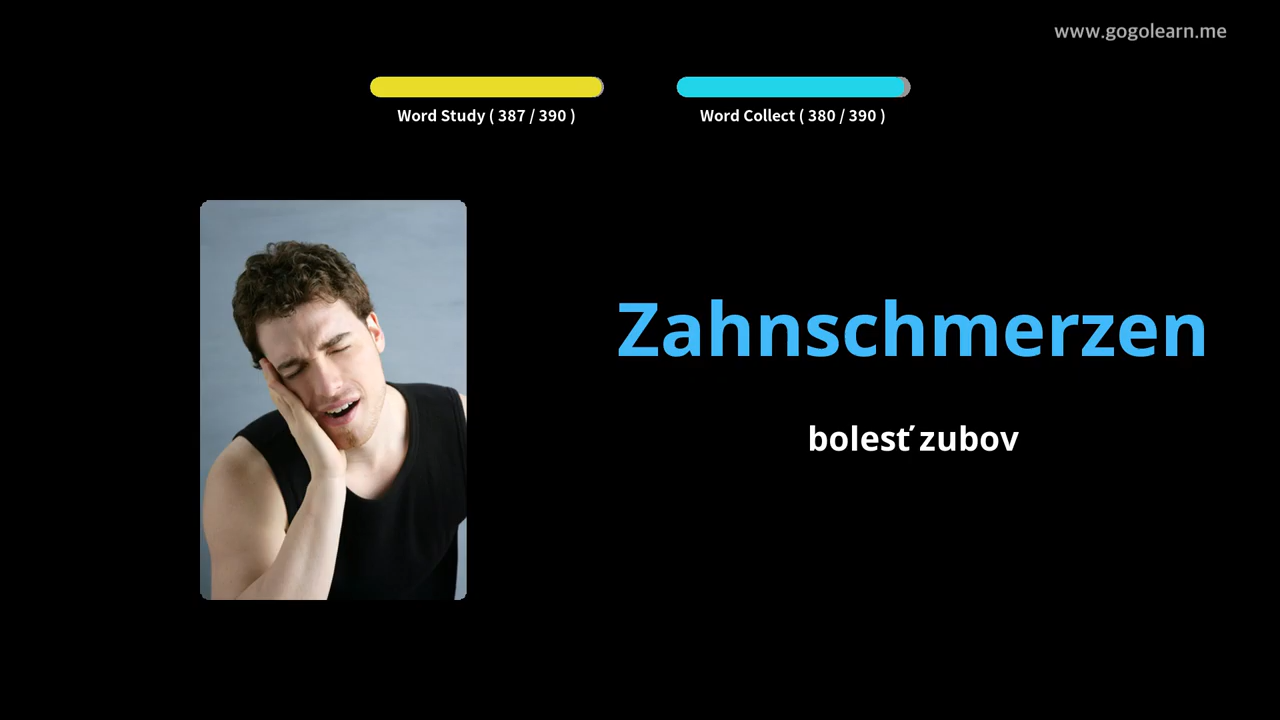 www.gogolearn.me
Word Study ( 387 / 390 )
Word Collect ( 380 / 390 )
Zahnschmerzen
bolesť zubov